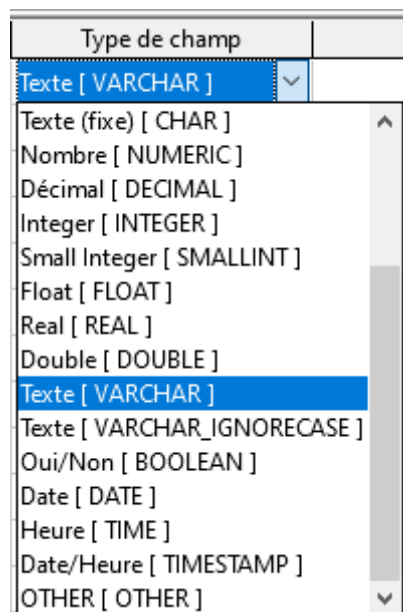 Type de champ
Texte [ VARCHAR ]
Texte (fixe) [ CHAR ]
Nombre [ NUMERIC ]
Décimal [ DECIMAL ]
Integer [ INTEGER ]
Small Integer [ SMALLINT ]
Float [ FLOAT ]
Real [ REAL ]
Double [ DOUBLE ]
Texte [ VARCHAR ]
Texte [ VARCHAR_IGNORECASE ]
Oui/Non [ BOOLEAN ]
Date [ DATE ]
Heure [ TIME ]
Date/Heure [ TIMESTAMP ]
OTHER [ OTHER ]